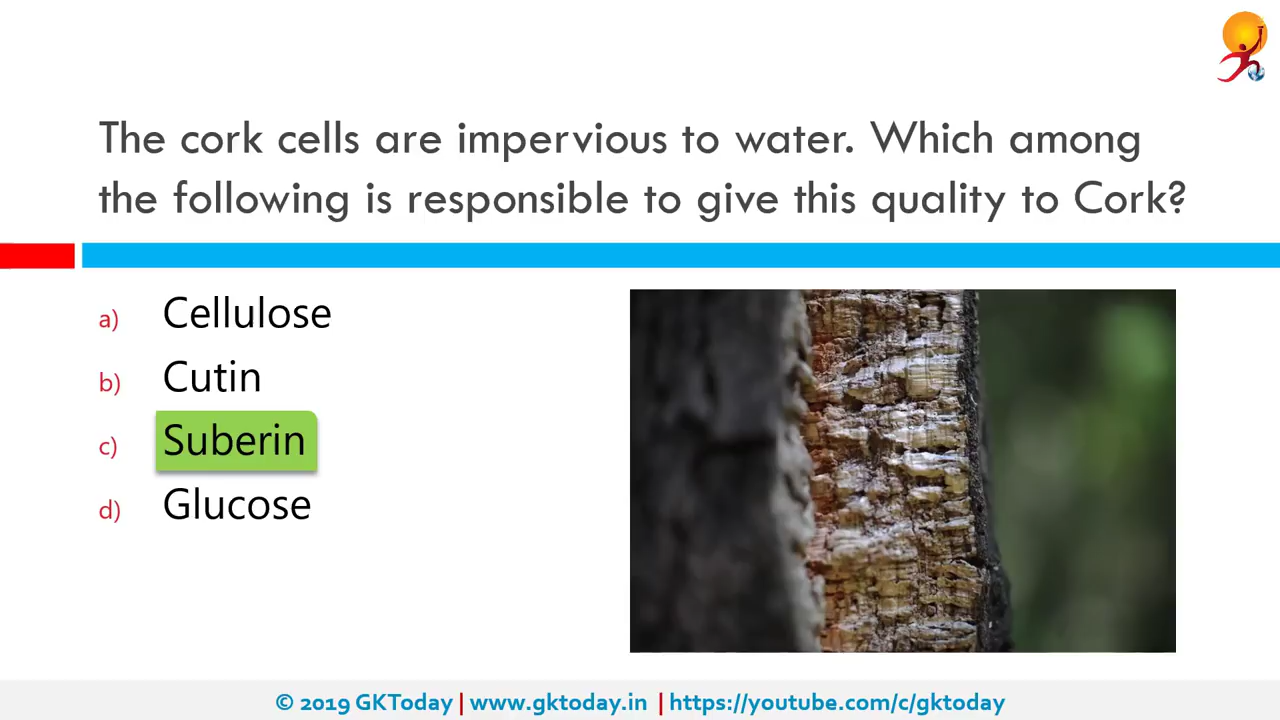 The cork cells are impervious to water. Which among
the following is responsible to give this quality to Cork?
a) Cellulose
b) Cutin
c) Suberin
d) Glucose
© 2019 GKToday | www.gktoday.in | https://youtube.com/c/gktoday